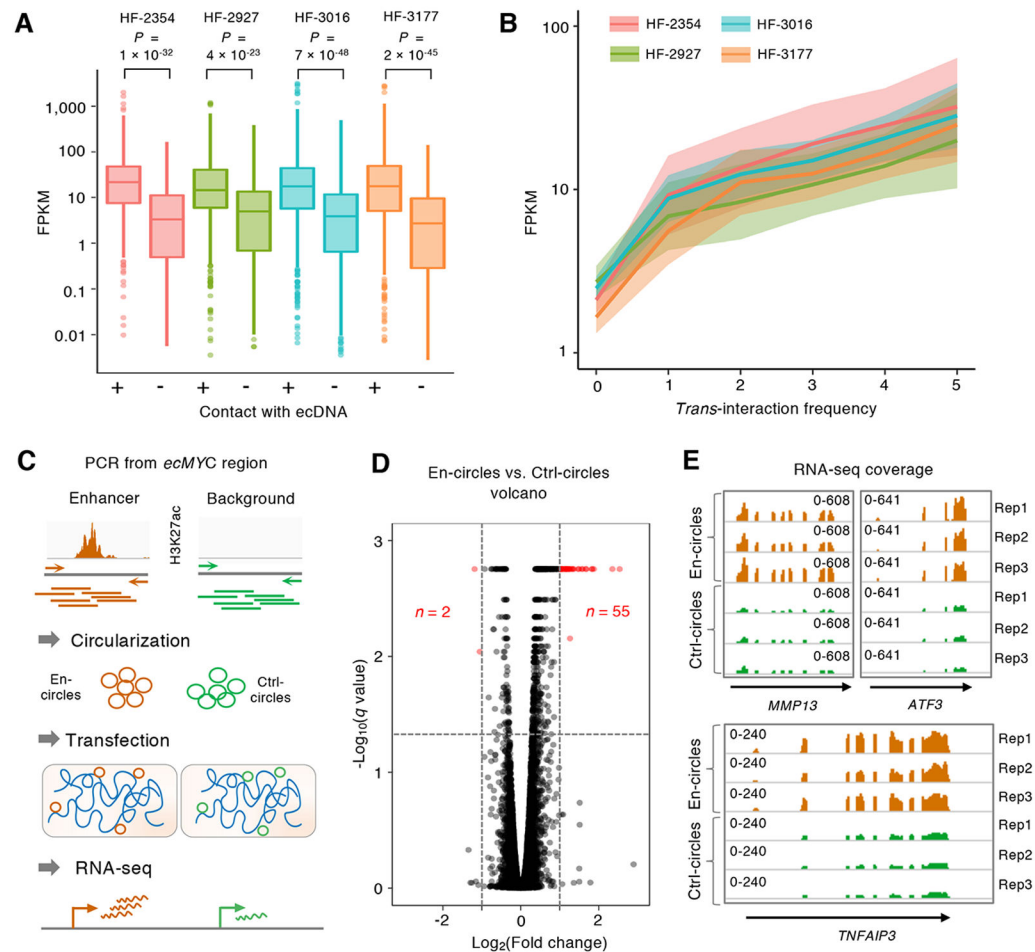 A
HF-2354 HF-2927 HF-3016 HF-3177
P = P = P = P =
1 × 10-32 4 × 10-23 7 × 10-48 2 × 10-45
FPKM
1,000
100
10
1
0.1
0.01
+ - + - + - + -
Contact with ecDNA
B
HF-2354 HF-3016
HF-2927 HF-3177
FPKM
100
10
1
0 1 2 3 4 5
Trans-interaction frequency
C
PCR from ecMYC region
Enhancer Background
H3K27ac
Circularization
En-
circles
Ctrl-
circles
Transfection
RNA-seq
D
En-circles vs. Ctrl-circles
volcano
-Log10(q value)
3
2
1
0
n = 2 n = 55
-2 0 2
Log2(Fold change)
E
RNA-seq coverage
En-circles
Ctrl-circles
0-608 0-641 Rep1
0-608 0-641 Rep2
0-608 0-641 Rep3
0-608 0-641 Rep1
0-608 0-641 Rep2
0-608 0-641 Rep3
MMP13 ATF3
En-circles
Ctrl-circles
0-240 Rep1
0-240 Rep2
0-240 Rep3
0-240 Rep1
0-240 Rep2
0-240 Rep3
TNFAIP3